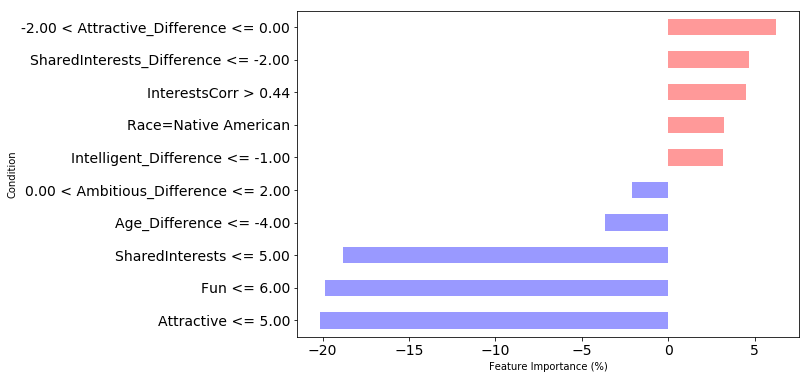 -2.00 < Attractive_Difference <= 0.00
SharedInterests_Difference <= -2.00
InterestsCorr > 0.44
Race=Native American
Intelligent_Difference <= -1.00
0.00 < Ambitious_Difference <= 2.00
Age_Difference <= -4.00
SharedInterests <= 5.00
Fun <= 6.00
Attractive <= 5.00
Condition
−20 −15 −10 −5 0 5
Feature Importance (%)